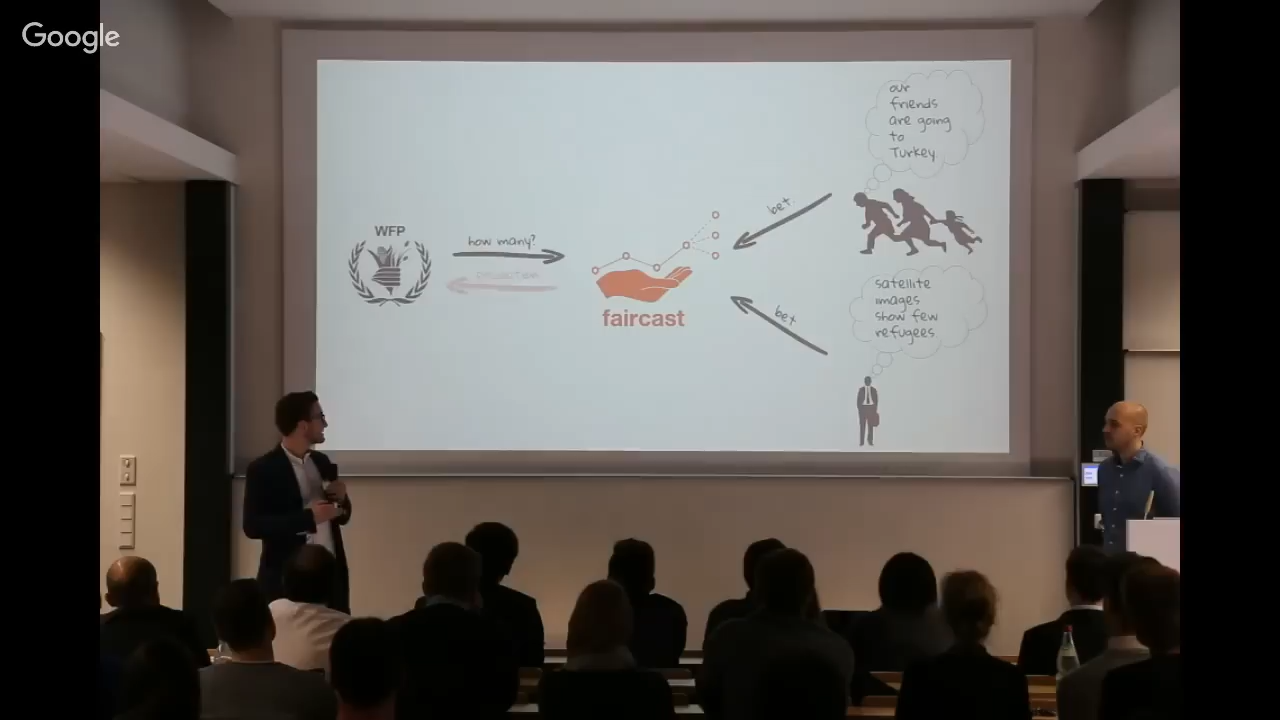 Google
our
friends
are going
to
Turkey
bet
WFP
how many?
satellite
images
show few
refugees
faircast
bet